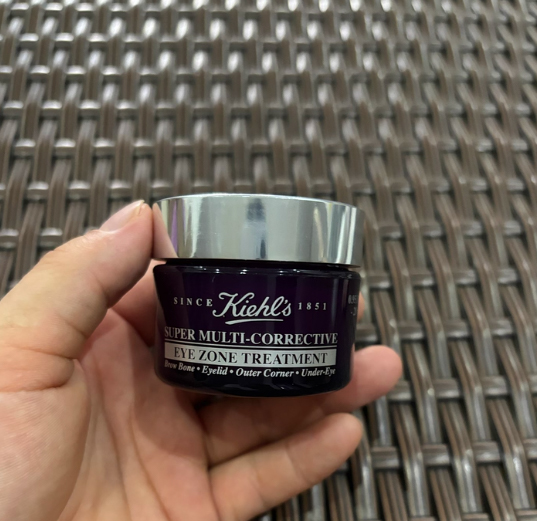 SINCE Kiehl's 1851
SUPER MULTI-CORRECTIVE
EYE ZONE TREATMENT
Brow Bone • Eyelid • Outer Corner • Under-Eye